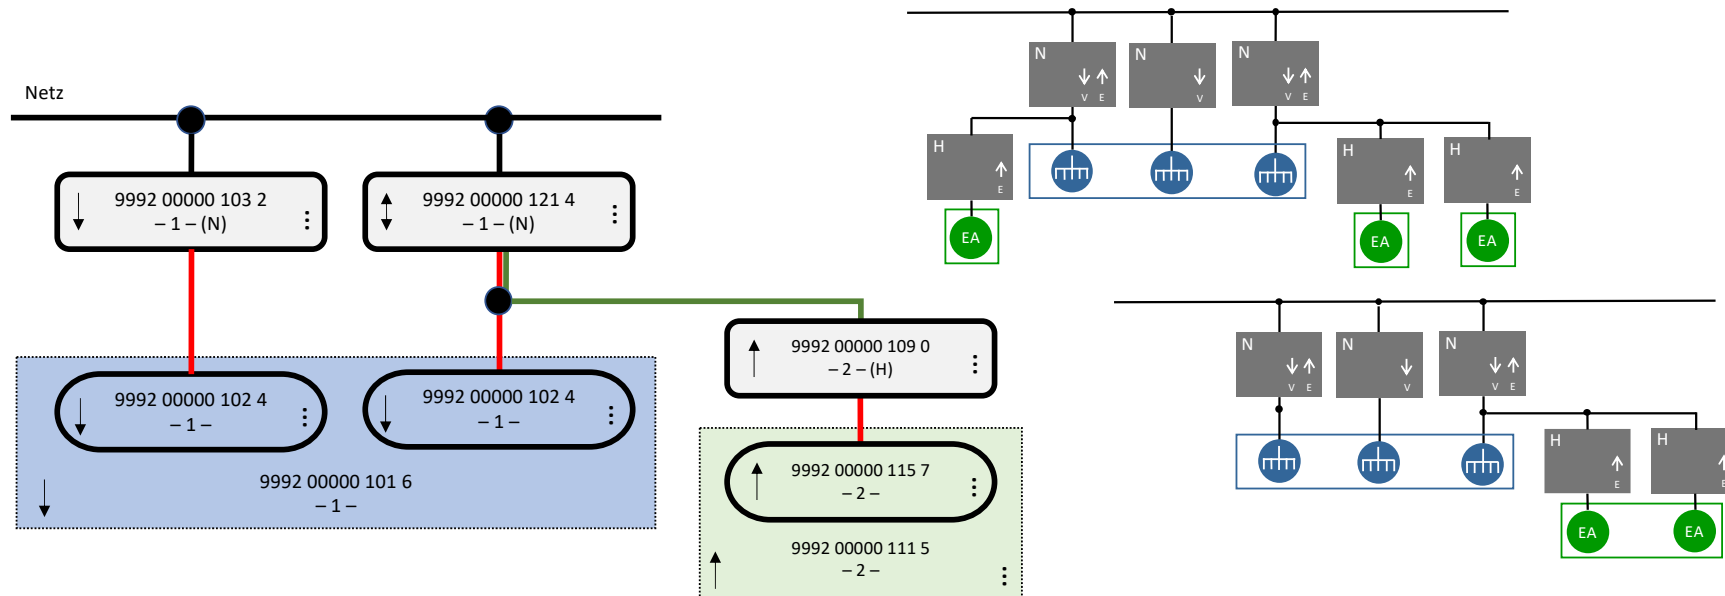 Netz
9992 00000 103 2
– 1 – (N)
9992 00000 121 4
– 1 – (N)
9992 00000 109 0
– 2 – (H)
9992 00000 102 4
– 1 –
9992 00000 102 4
– 1 –
9992 00000 101 6
– 1 –
9992 00000 115 7
– 2 –
9992 00000 111 5
– 2 –
N
V E
N
V
N
V E
H
E
H
E
H
E
EA
EA
EA
N
V E
N
V
N
V E
H
E
H
E
EA
EA